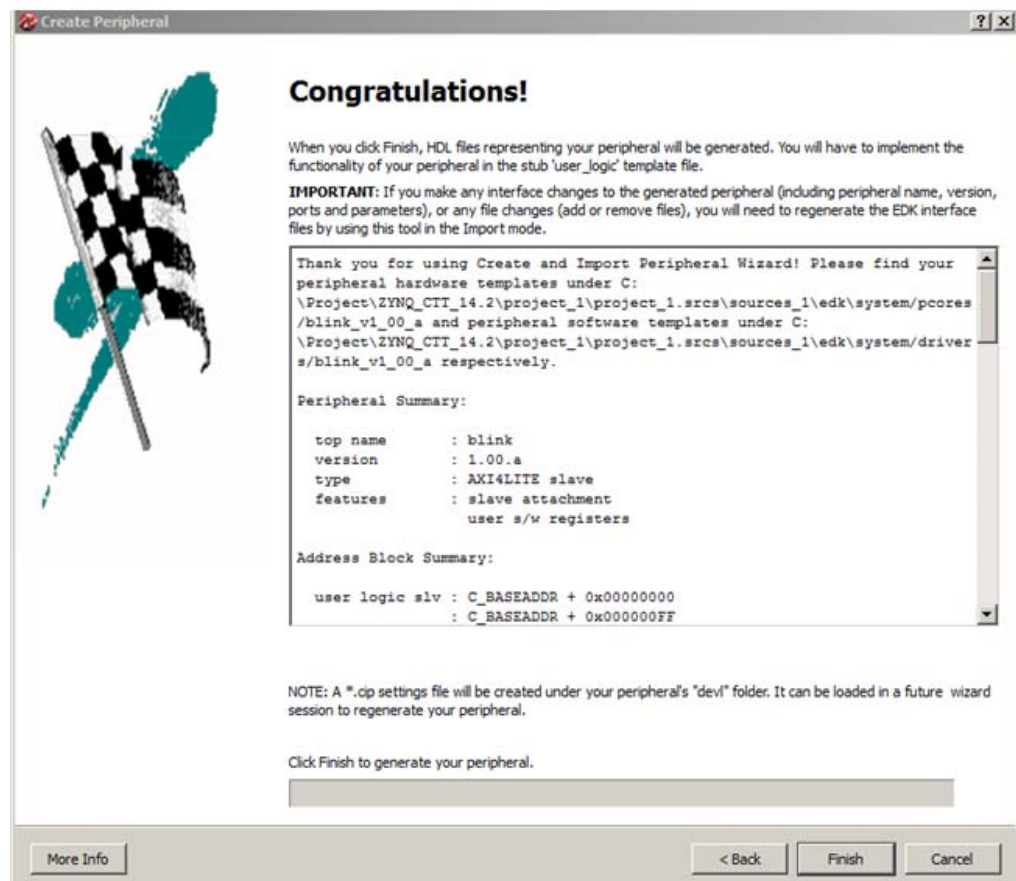 Create Peripheral
? X
Congratulations!
When you click Finish, HDL files representing your peripheral will be generated. You will have to implement the
functionality of your peripheral in the stub 'user_logic' template file.
IMPORTANT: If you make any interface changes to the generated peripheral (including peripheral name, version,
ports and parameters), or any file changes (add or remove files), you will need to regenerate the EDK interface
files by using this tool in the Import mode.
Thank you for using Create and Import Peripheral Wizard! Please find your
peripheral hardware templates under C:
\Project\ZYNQ_CTT_14.2\project_1\project_1.srcs\sources_1\edk\system/pcores
/blink_v1_00_a and peripheral software templates under C:
\Project\ZYNQ_CTT_14.2\project_1\project_1.srcs\sources_1\edk\system/driver
s/blink_v1_00_a respectively.
Peripheral Summary:
top name : blink
version : 1.00.a
type : AXI4LITE slave
features : slave attachment
user s/w registers
Address Block Summary:
user logic slv : C_BASEADDR + 0x00000000
: C_BASEADDR + 0x000000FF
NOTE: A *.cip settings file will be created under your peripheral's "devl" folder. It can be loaded in a future wizard
session to regenerate your peripheral.
Click Finish to generate your peripheral.
More Info
< Back
Finish
Cancel